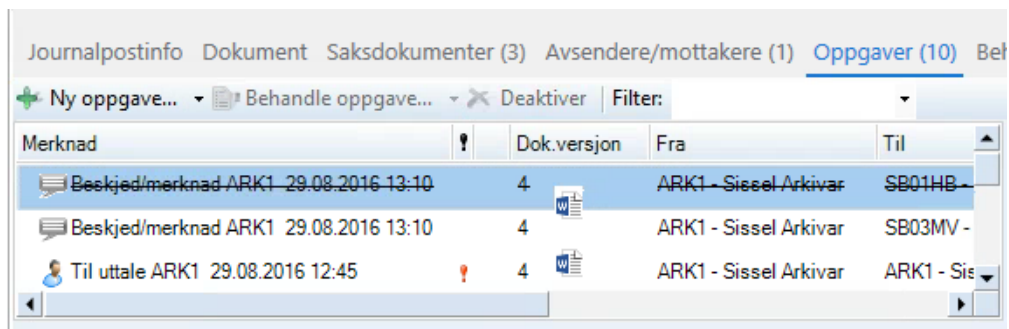 Journalpostinfo Dokument Saksdokumenter (3) Avsendere/mottakere (1) Oppgaver (10) Beh
Ny oppgave... Behandle oppgave... Deaktiver Filter:
Merknad ! Dok.versjon Fra Til
Beskjed/merknad ARK1 29.08.2016 13:10 4 ARK1 - Sissel Arkivar SB01HB -
Beskjed/merknad ARK1 29.08.2016 13:10 4 ARK1 - Sissel Arkivar SB03MV -
Til uttale ARK1 29.08.2016 12:45 ! 4 ARK1 - Sissel Arkivar ARK1 - Sis